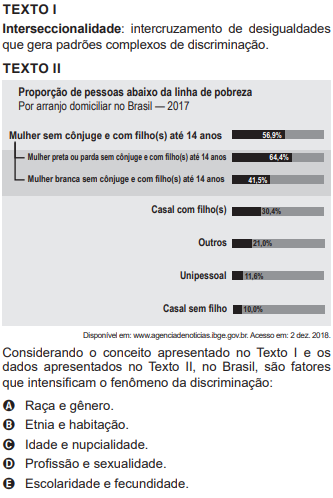 TEXTO I
Interseccionalidade: intercruzamento de desigualdades
que gera padrões complexos de discriminação.
TEXTO II
Proporção de pessoas abaixo da linha de pobreza
Por arranjo domiciliar no Brasil — 2017
Mulher sem cônjuge e com filho(s) até 14 anos 56,9%
Mulher preta ou parda sem cônjuge e com filho(s) até 14 anos 64,4%
Mulher branca sem cônjuge e com filho(s) até 14 anos 41,5%
Casal com filho(s) 30,4%
Outros 21,0%
Unipessoal 11,6%
Casal sem filho 10,0%
Disponível em: www.agenciadenoticias.ibge.gov.br. Acesso em: 2 dez. 2018.
Considerando o conceito apresentado no Texto I e os
dados apresentados no Texto II, no Brasil, são fatores
que intensificam o fenômeno da discriminação:
A Raça e gênero.
B Etnia e habitação.
C Idade e nupcialidade.
D Profissão e sexualidade.
E Escolaridade e fecundidade.